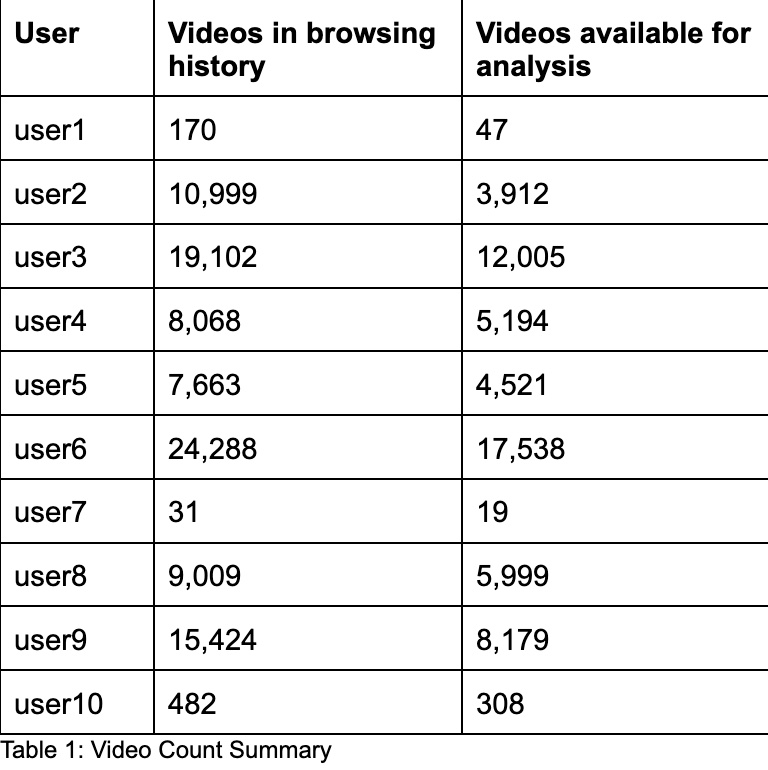 User Videos in browsing history Videos available for analysis
user1 170 47
user2 10,999 3,912
user3 19,102 12,005
user4 8,068 5,194
user5 7,663 4,521
user6 24,288 17,538
user7 31 19
user8 9,009 5,999
user9 15,424 8,179
user10 482 308
Table 1: Video Count Summary